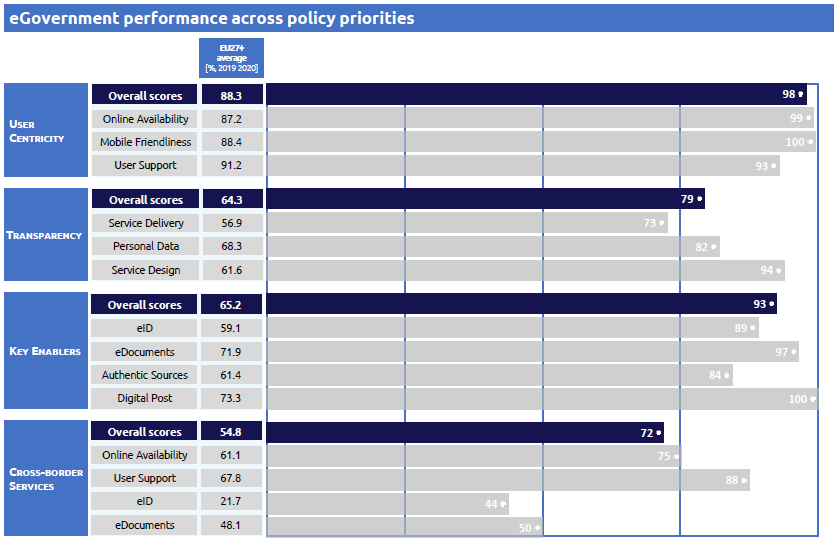 eGovernment performance across policy priorities
EU27+
average
[%, 2019 2020]
USER
CENTRICITY
Overall scores 88.3 98
Online Availability 87.2 99
Mobile Friendliness 88.4 100
User Support 91.2 93
TRANSPARENCY
Overall scores 64.3 79
Service Delivery 56.9 73
Personal Data 68.3 82
Service Design 61.6 94
KEY ENABLERS
Overall scores 65.2 93
eID 59.1 89
eDocuments 71.9 97
Authentic Sources 61.4 84
Digital Post 73.3 100
CROSS-BORDER
SERVICES
Overall scores 54.8 72
Online Availability 61.1 75
User Support 67.8 88
eID 21.7 44
eDocuments 48.1 50